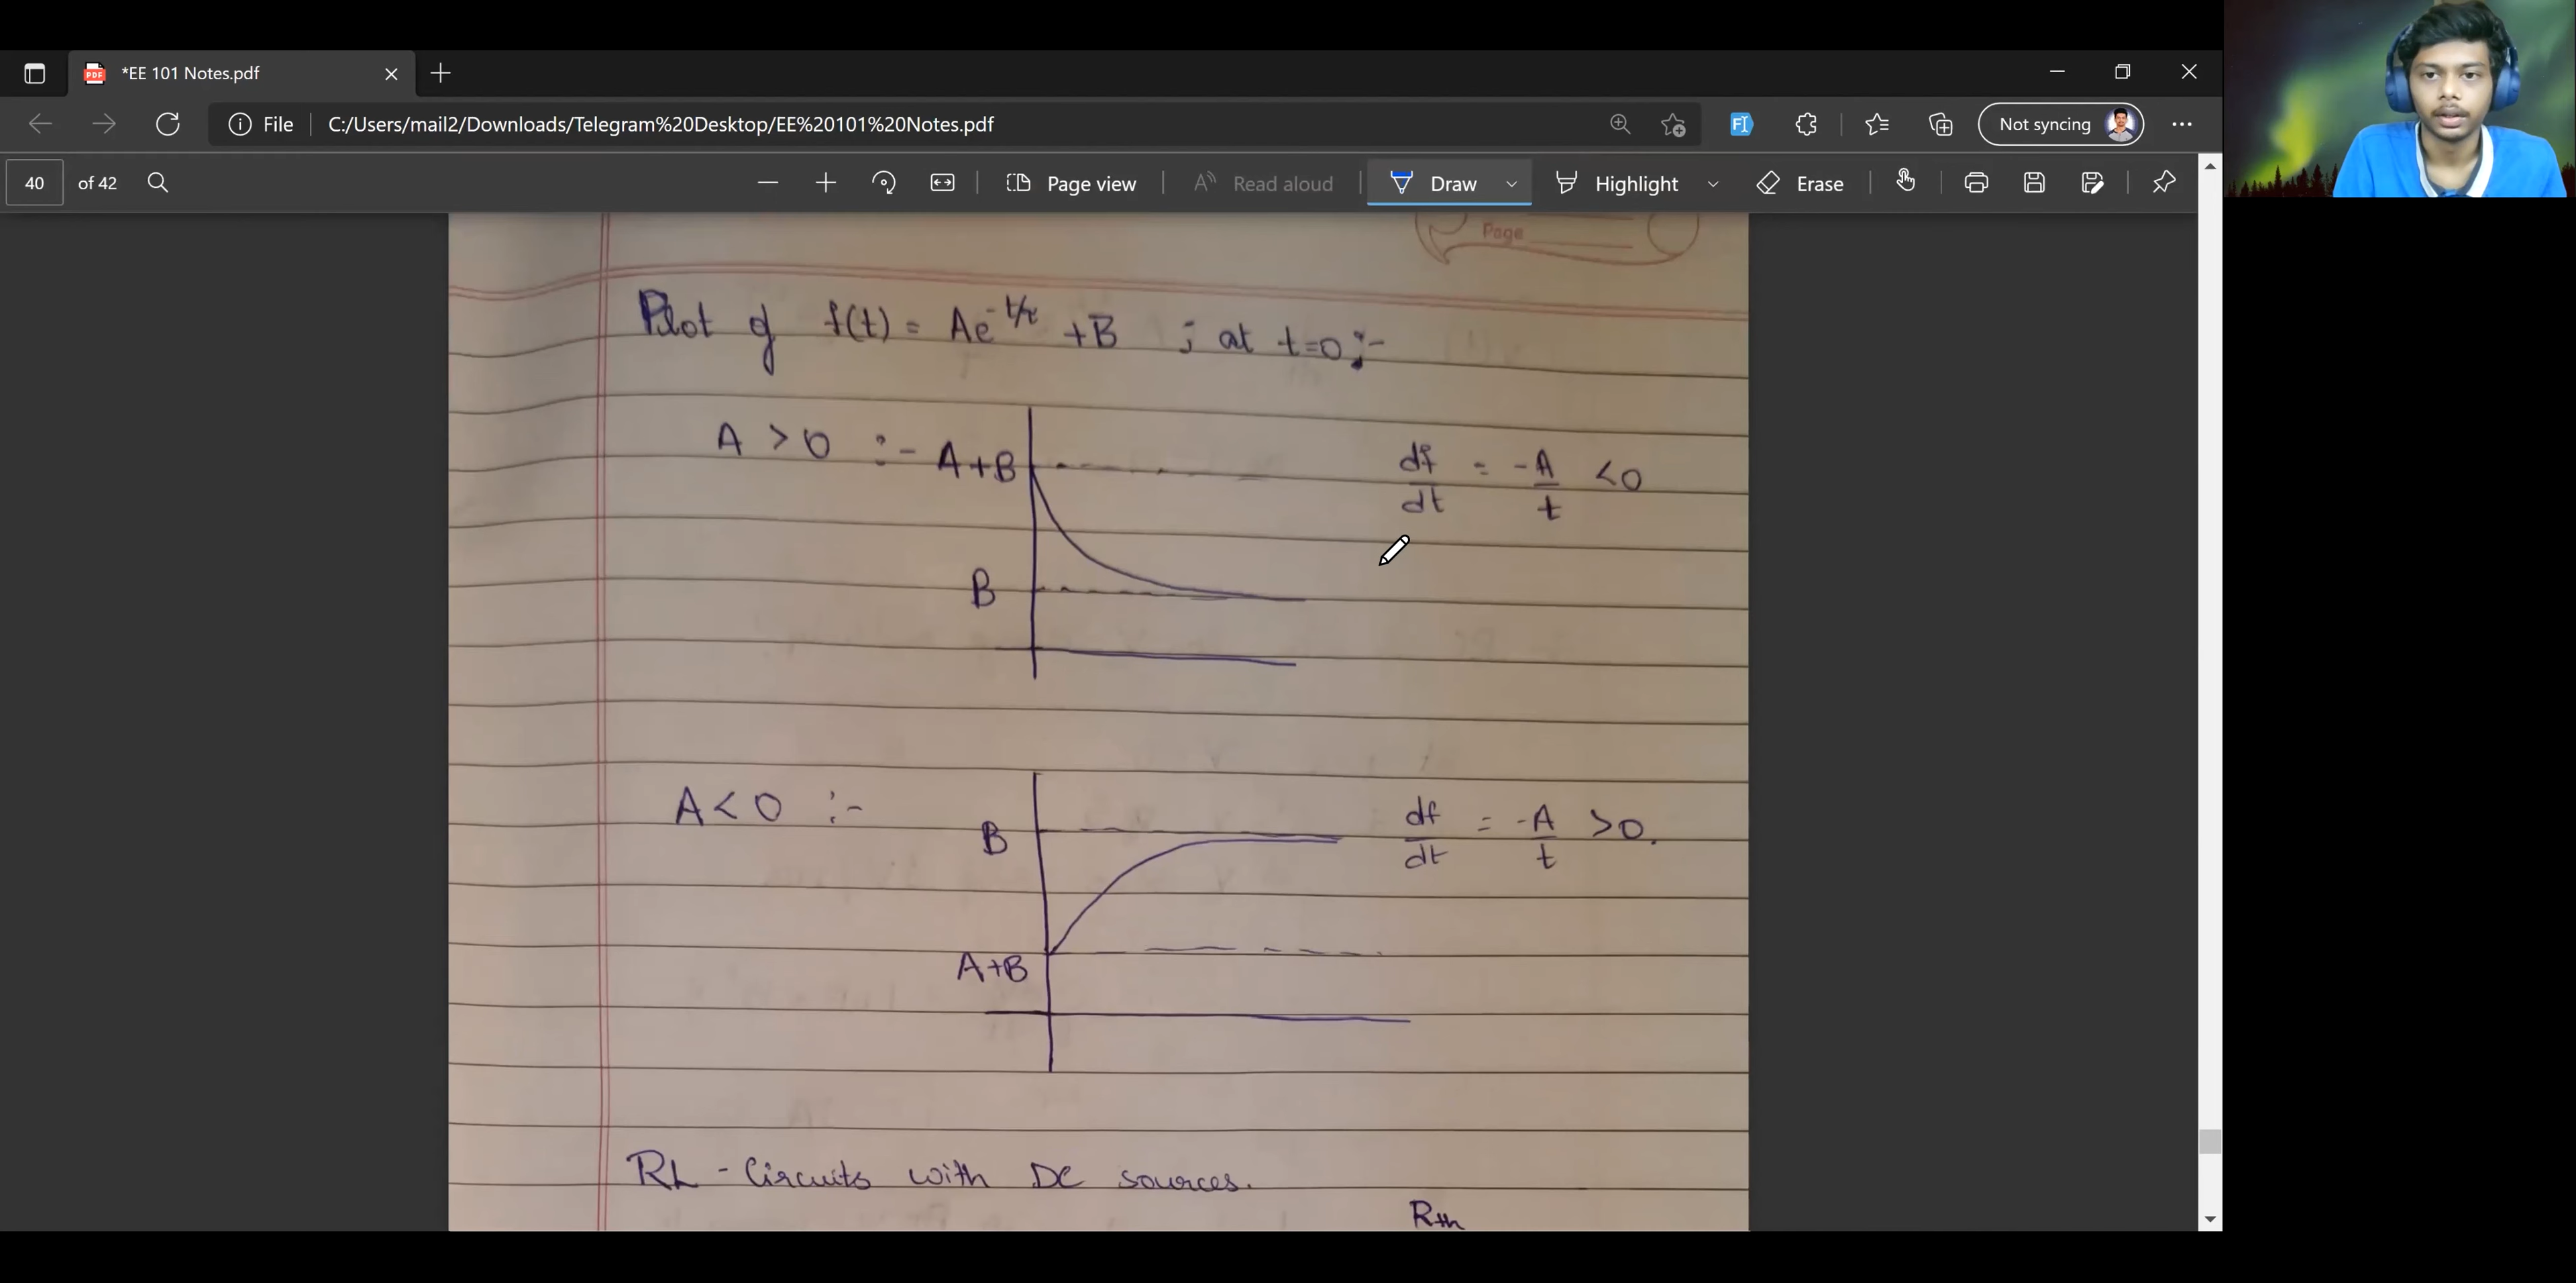 *EE 101 Notes.pdf
File C:/Users/mail2/Downloads/Telegram%20Desktop/EE%20101%20Notes.pdf
Not syncing
40 of 42
Page view
Read aloud
Draw
Highlight
Erase
Page
Plot of f(t) = Ae^-t/τ + B ; at t=0 ;-
A > 0 :- A+B
df/dt = -A/t <0
B
A < 0 :-
B
df/dt = -A/t >0.
A+B
RL - Circuits with DC sources.
Rth